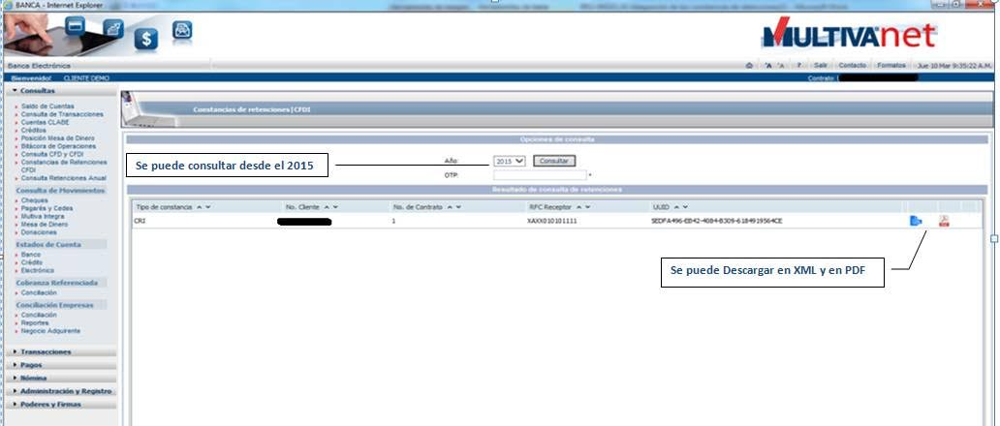 BANCA - Internet Explorer
MULTIVAnet
Banca Electrónica
'A 'A ? Salir Contacto Formatos Jue 10 Mar 9:35:22 A.M.
Bienvenido! CLIENTE DEMO
Contrato:
Consultas
Saldo de Cuentas
Consulta de Transacciones
Cuentas CLABE
Créditos
Posición Mesa de Dinero
Bitácora de Operaciones
Consulta CFD y CFDI
Constancias de Retenciones
CFDI
Consulta Retenciones Anual
Consulta de Movimientos
Cheques
Pagarés y Cedes
Multiva Integra
Mesa de Dinero
Donaciones
Estados de Cuenta
Banco
Crédito
Electrónico
Cobranza Referenciada
Conciliación
Conciliación Empresas
Conciliación
Reportes
Negocio Adquirente
Transacciones
Pagos
Nómina
Administración y Registro
Poderes y Firmas
Constancias de retenciones|CFDI
Opciones de consulta
Se puede consultar desde el 2015
Año: 2015 Consultar
OTP: *
Resultado de consulta de retenciones
Tipo de constancia No. Cliente No. de Contrato RFC Receptor UUID
CRI 1 XAXX010101111 5EDFA496-EB42-4084-B309-6184919564CE
Se puede Descargar en XML y en PDF